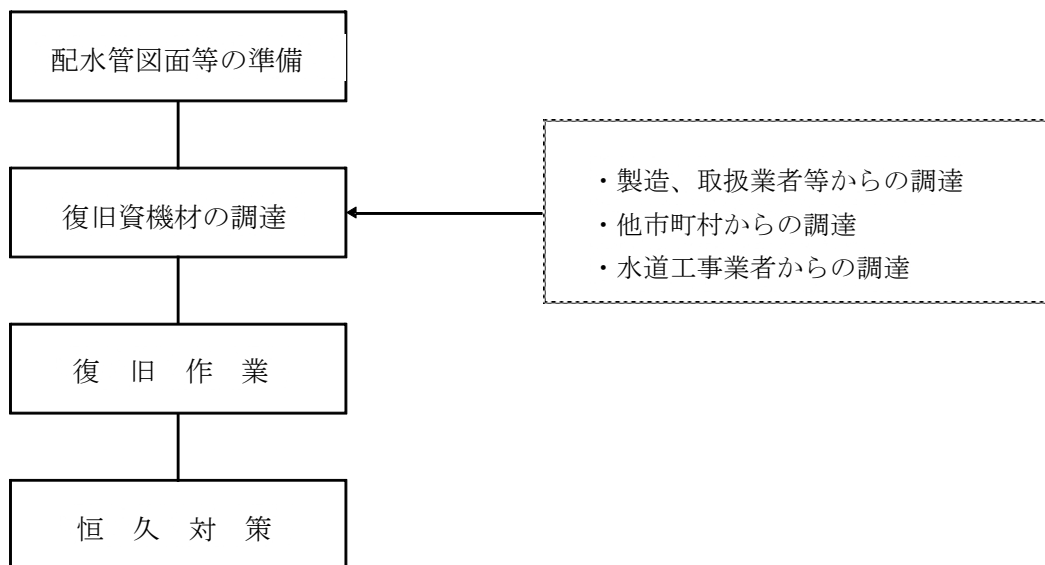 配水管図面等の準備
復旧資機材の調達
・製造、取扱業者等からの調達
・他市町村からの調達
・水道工事業者からの調達
復　旧　作　業
恒　久　対　策